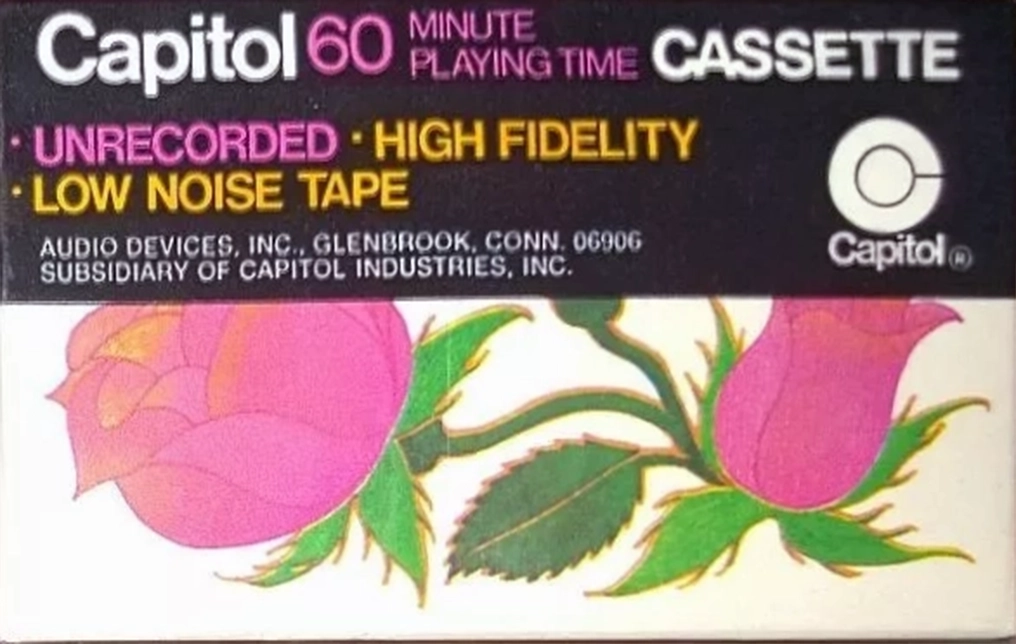 Capitol 60 MINUTE PLAYING TIME CASSETTE
· UNRECORDED · HIGH FIDELITY
· LOW NOISE TAPE
AUDIO DEVICES, INC., GLENBROOK, CONN. 06906
SUBSIDIARY OF CAPITOL INDUSTRIES, INC.
Capitol ®